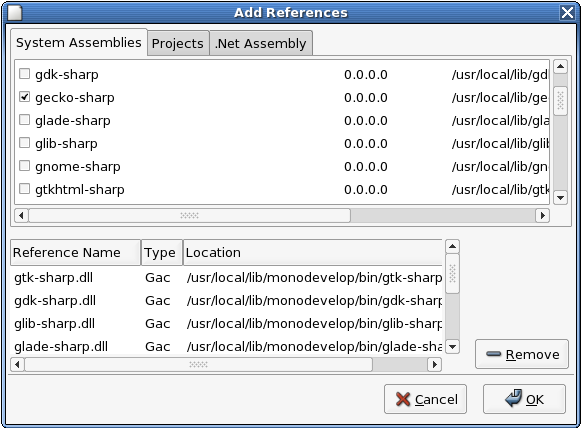 Add References
System Assemblies Projects .Net Assembly
gdk-sharp 0.0.0.0 /usr/local/lib/gdl
gecko-sharp 0.0.0.0 /usr/local/lib/ge
glade-sharp 0.0.0.0 /usr/local/lib/gla
glib-sharp 0.0.0.0 /usr/local/lib/glib
gnome-sharp 0.0.0.0 /usr/local/lib/gn
gtkhtml-sharp 0.0.0.0 /usr/local/lib/gtk
Reference Name Type Location
gtk-sharp.dll Gac /usr/local/lib/monodevelop/bin/gtk-sharp
gdk-sharp.dll Gac /usr/local/lib/monodevelop/bin/gdk-sharp
glib-sharp.dll Gac /usr/local/lib/monodevelop/bin/glib-sharp
glade-sharp.dll Gac /usr/local/lib/monodevelop/bin/glade-sha
Remove
Cancel OK